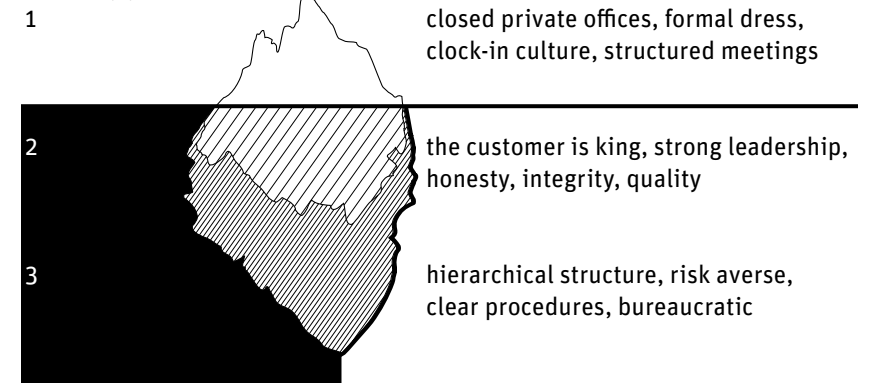 1
closed private offices, formal dress,
clock-in culture, structured meetings
2
the customer is king, strong leadership,
honesty, integrity, quality
3
hierarchical structure, risk averse,
clear procedures, bureaucratic